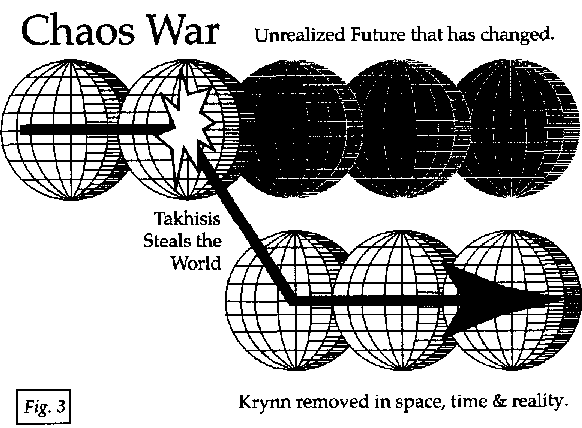 Chaos War
Unrealized Future that has changed.
Takhisis
Steals the
World
Krynn removed in space, time & reality.
Fig. 3